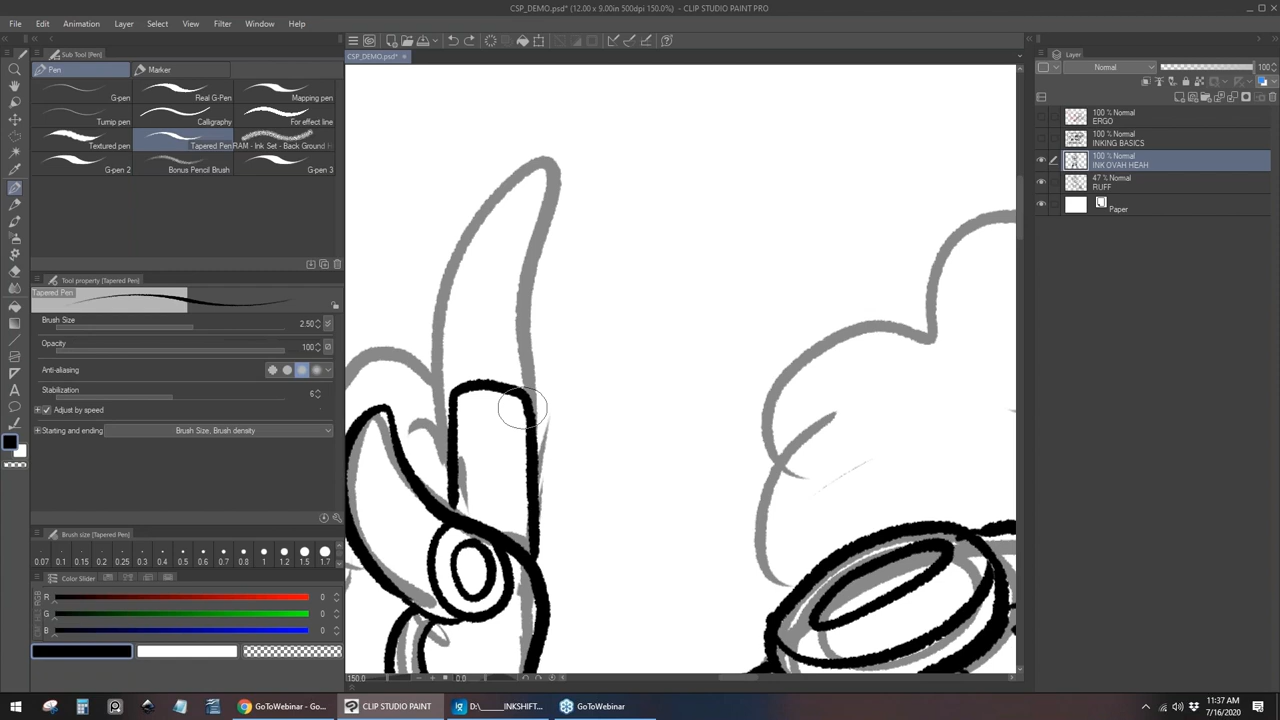 CSP_DEMO.psd* (12.00 x 9.00in 500dpi 150.0%) - CLIP STUDIO PAINT PRO
File Edit Animation Layer Select View Filter Window Help
Sub Tool [Pen]
CSP_DEMO.psd*
Layer
Pen Marker
Normal 100
G-pen Real G-Pen Mapping pen
Turnip pen Calligraphy For effect line
Textured pen Tapered Pen RAM - Ink Set - Back Ground H
G-pen 2 Bonus Pencil Brush G-pen 3
100 % Normal
ERGO
100 % Normal
INKING BASICS
100 % Normal
INK OVAH HEAH
47 % Normal
RUFF
Paper
Tool property [Tapered Pen]
Tapered Pen
Brush Size 2.50
Opacity 100
Anti-aliasing
Stabilization 6
Adjust by speed
Starting and ending Brush Size, Brush density
Brush size [Tapered Pen]
0.07 0.1 0.15 0.2 0.25 0.3 0.4 0.5 0.6 0.7 0.8 1 1.2 1.5 1.7
Color Slider
RGB
R 0
G 0
B 0
150.0 0.0
GoToWebinar - Go... CLIP STUDIO PAINT D:\_____INKSHIFT... GoToWebinar
11:37 AM
7/16/2020